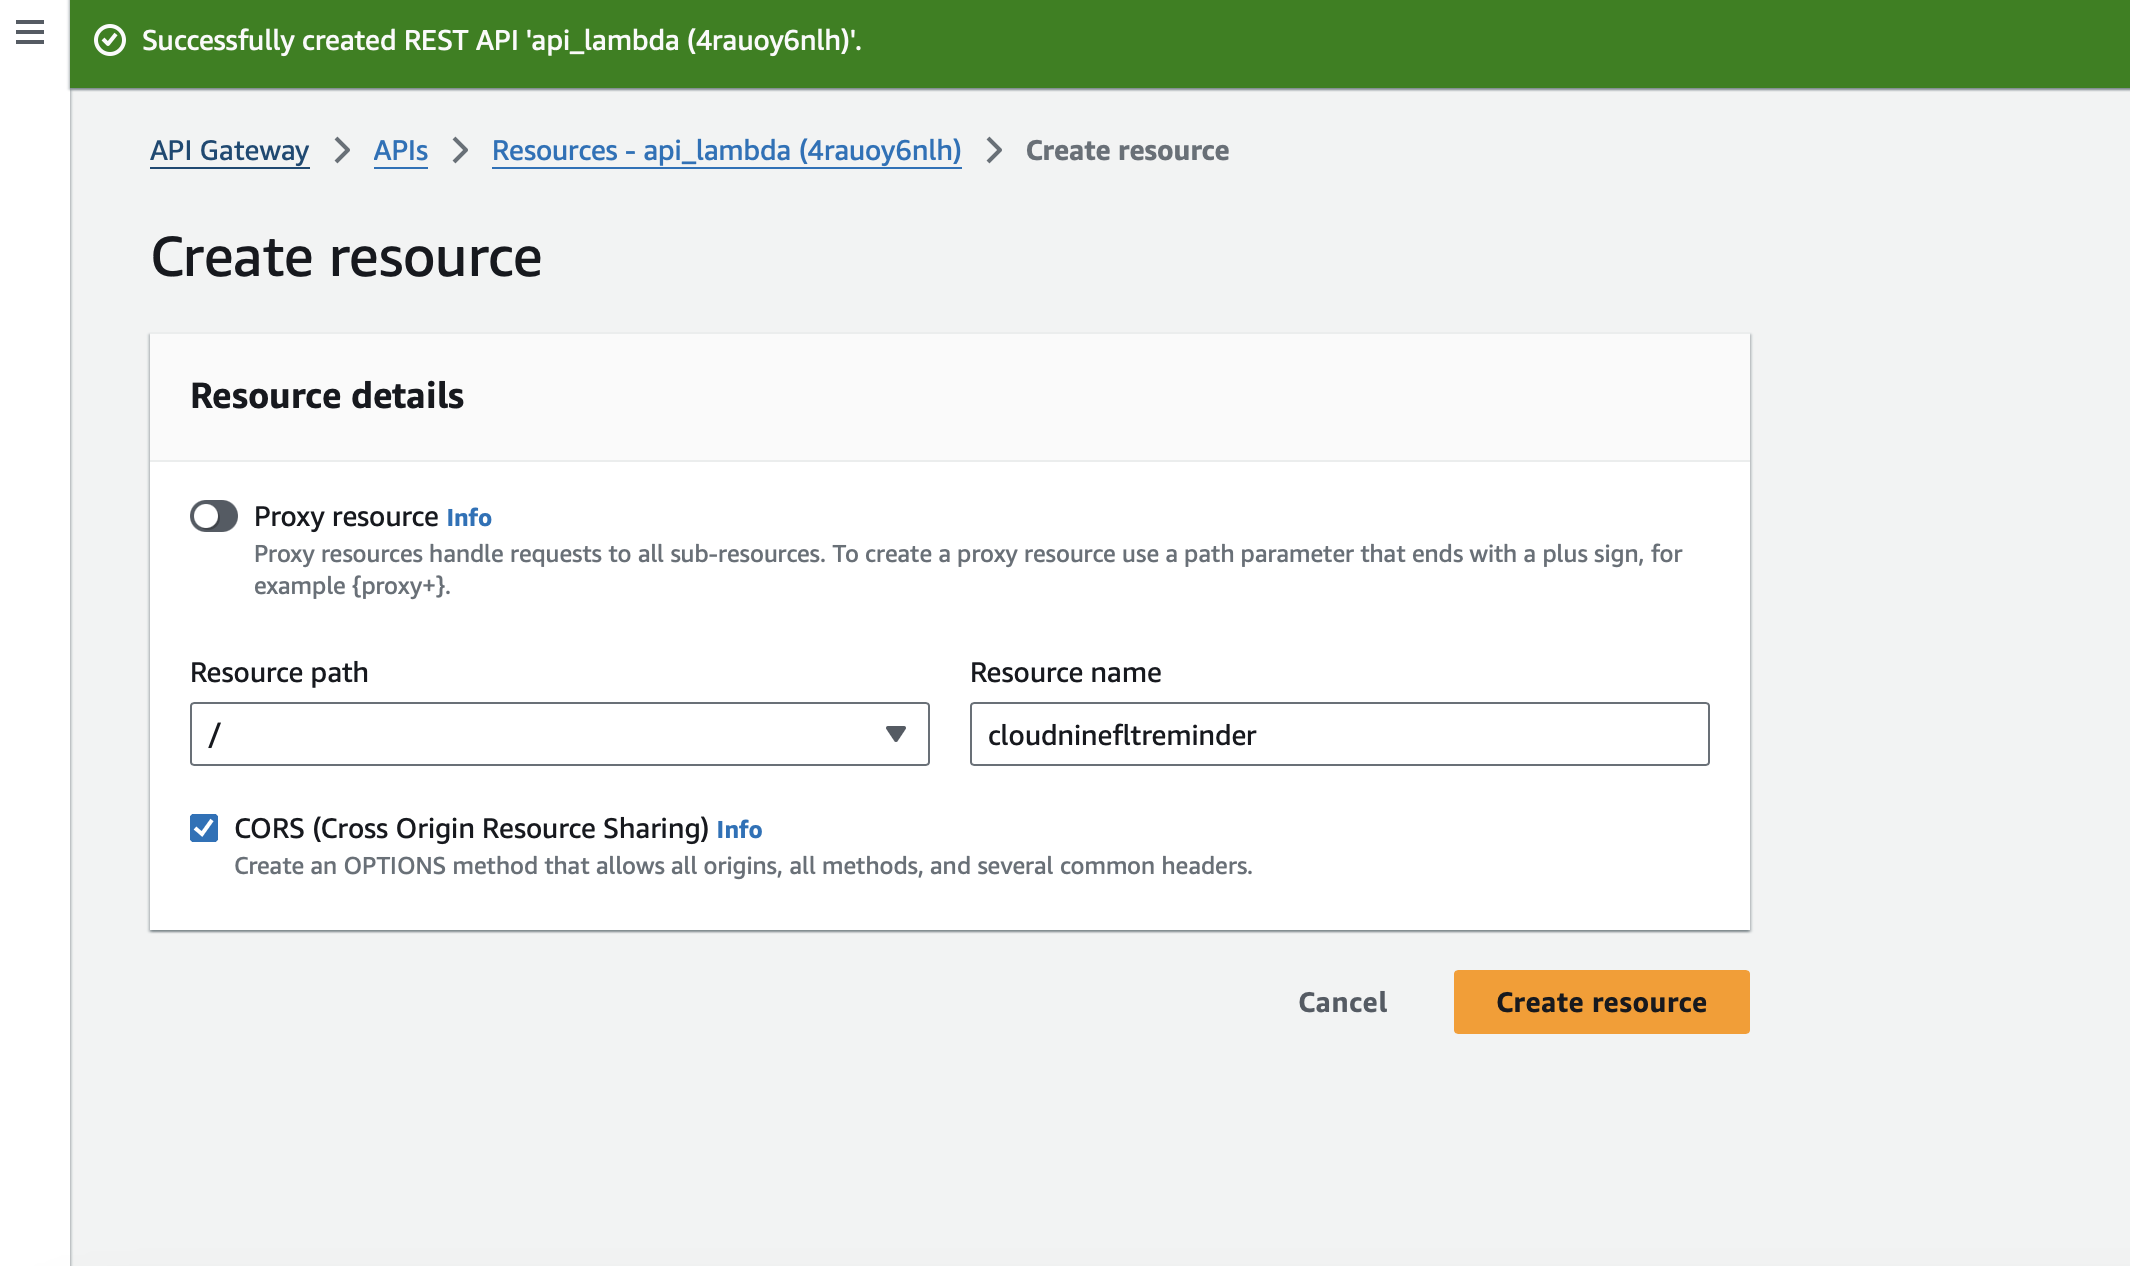 Successfully created REST API 'api_lambda (4rauoy6nlh)'.
API Gateway > APIs > Resources - api_lambda (4rauoy6nlh) > Create resource
Create resource
Resource details
Proxy resource Info
Proxy resources handle requests to all sub-resources. To create a proxy resource use a path parameter that ends with a plus sign, for
example {proxy+}.
Resource path
/
Resource name
cloudninefltreminder
CORS (Cross Origin Resource Sharing) Info
Create an OPTIONS method that allows all origins, all methods, and several common headers.
Cancel
Create resource